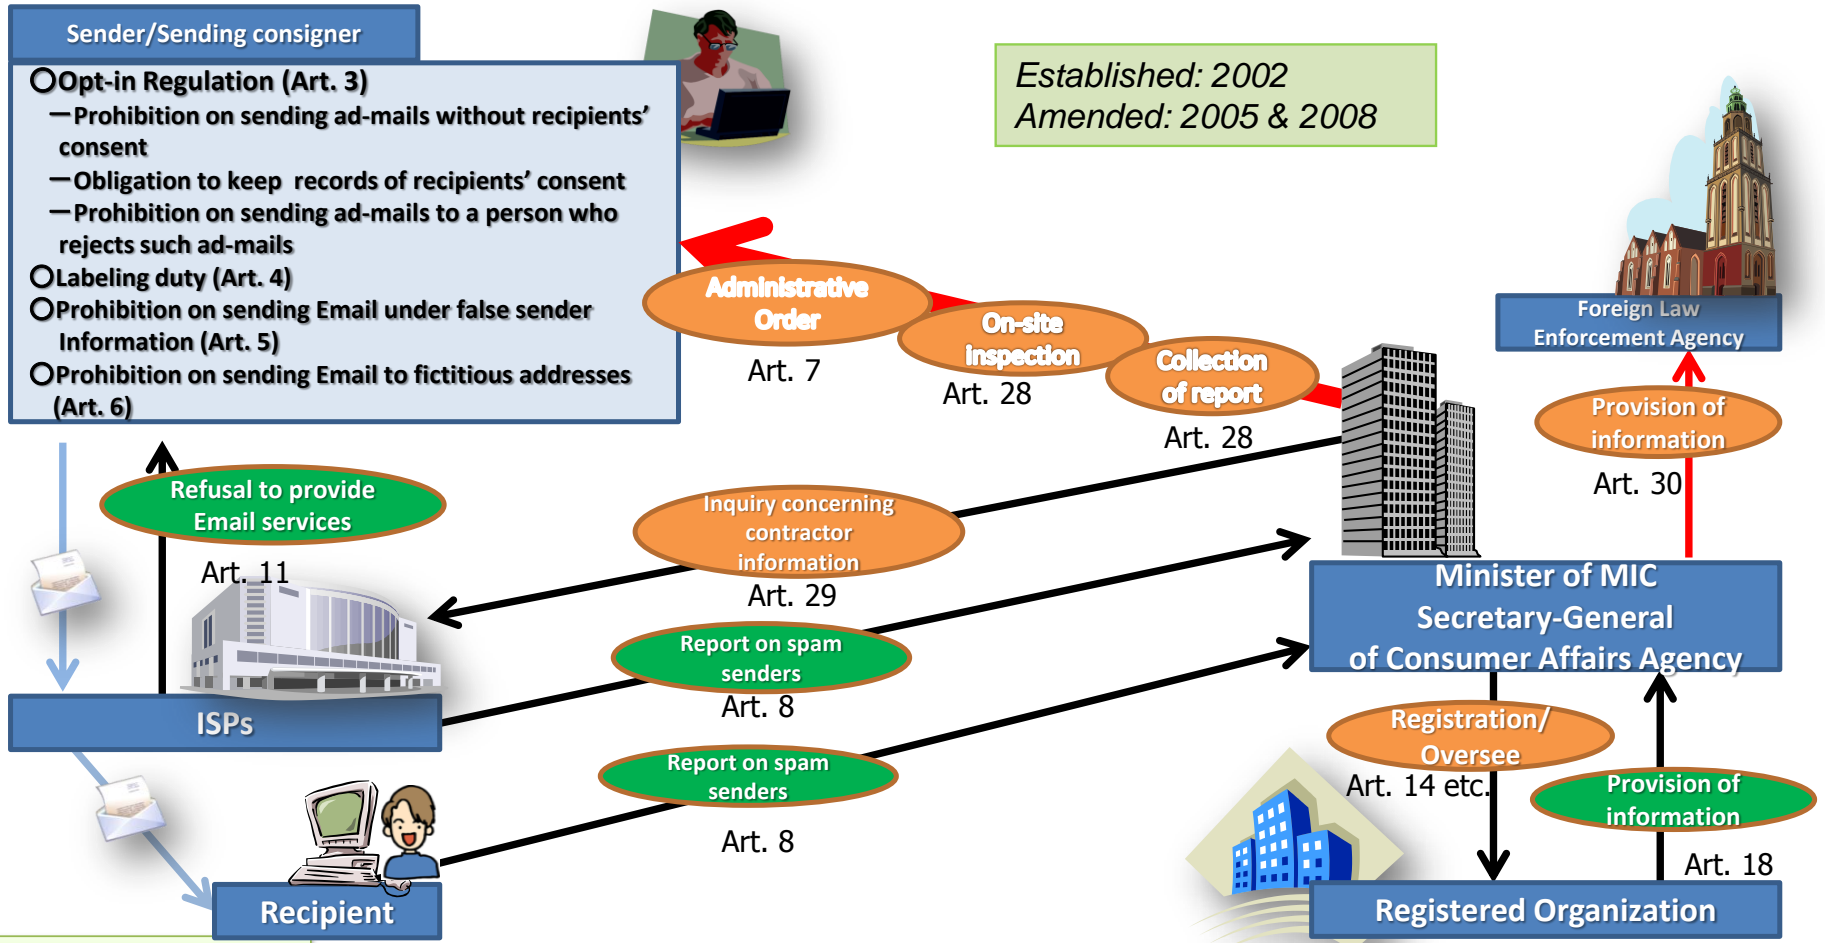 Sender/Sending consigner
○Opt-in Regulation (Art. 3)
—Prohibition on sending ad-mails without recipients'
consent
—Obligation to keep records of recipients' consent
—Prohibition on sending ad-mails to a person who
rejects such ad-mails
○Labeling duty (Art. 4)
○Prohibition on sending Email under false sender
Information (Art. 5)
○Prohibition on sending Email to fictitious addresses
(Art. 6)
Established: 2002
Amended: 2005 & 2008
Administrative
Order
Art. 7
On-site
inspection
Art. 28
Collection
of report
Art. 28
Foreign Law
Enforcement Agency
Provision of
information
Art. 30
Refusal to provide
Email services
Art. 11
Inquiry concerning
contractor
information
Art. 29
Minister of MIC
Secretary-General
of Consumer Affairs Agency
Report on spam
senders
Art. 8
ISPs
Report on spam
senders
Art. 8
Registration/
Oversee
Art. 14 etc.
Provision of
information
Art. 18
Recipient
Registered Organization